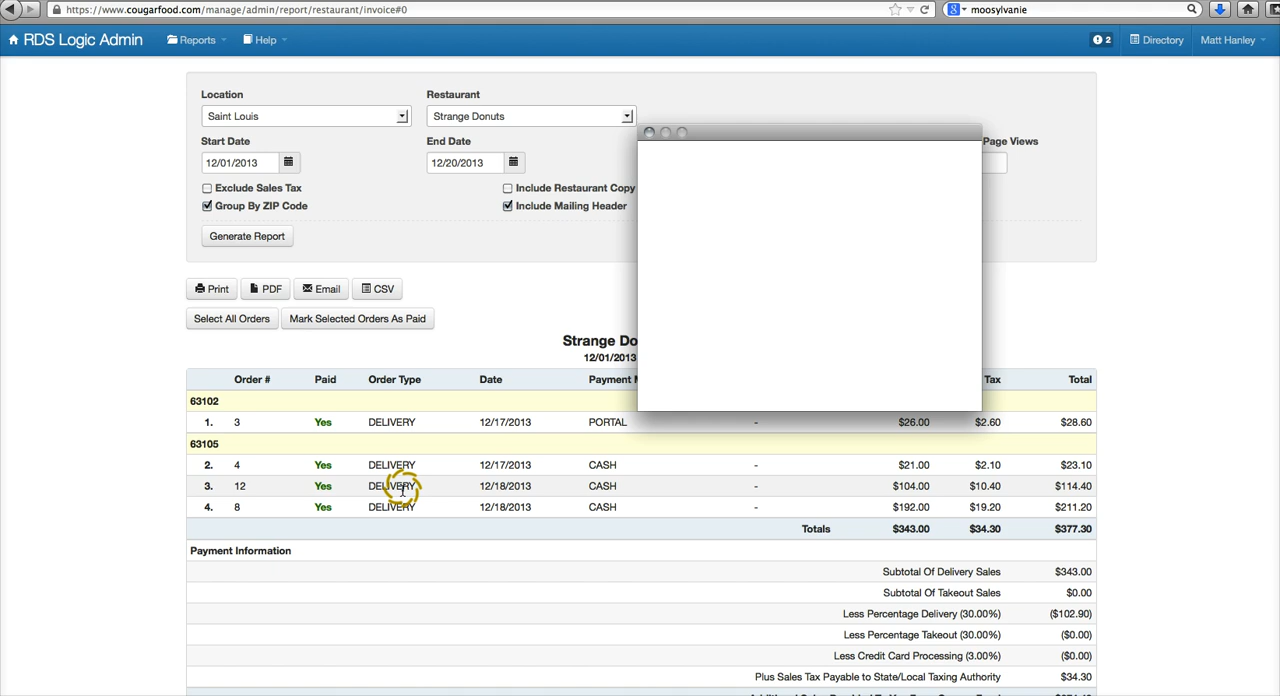 https://www.cougarfood.com/manage/admin/report/restaurant/invoice#0
moosylvanie
RDS Logic Admin Reports Help 2 Directory Matt Hanley
Location Restaurant
Saint Louis Strange Donuts
Start Date End Date Page Views
12/01/2013 12/20/2013
Exclude Sales Tax Include Restaurant Copy
Group By ZIP Code Include Mailing Header
Generate Report
Print PDF Email CSV
Select All Orders Mark Selected Orders As Paid
Strange Do
12/01/2013
Order # Paid Order Type Date Payment Tax Total
63102
1. 3 Yes DELIVERY 12/17/2013 PORTAL - $26.00 $2.60 $28.60
63105
2. 4 Yes DELIVERY 12/17/2013 CASH - $21.00 $2.10 $23.10
3. 12 Yes DELIVERY 12/18/2013 CASH - $104.00 $10.40 $114.40
4. 8 Yes DELIVERY 12/18/2013 CASH - $192.00 $19.20 $211.20
Totals $343.00 $34.30 $377.30
Payment Information
Subtotal Of Delivery Sales $343.00
Subtotal Of Takeout Sales $0.00
Less Percentage Delivery (30.00%) ($102.90)
Less Percentage Takeout (30.00%) ($0.00)
Less Credit Card Processing (3.00%) ($0.00)
Plus Sales Tax Payable to State/Local Taxing Authority $34.30